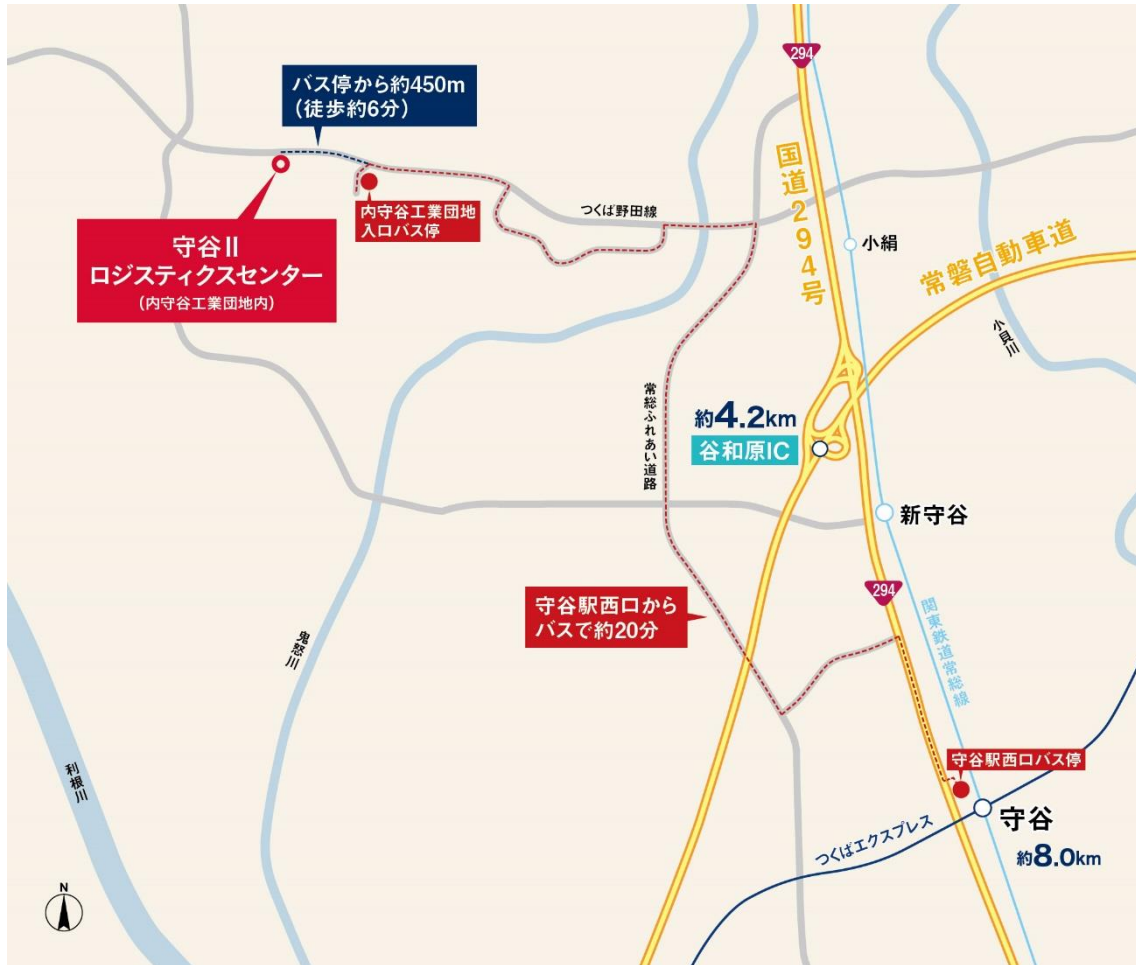 294
バス停から約450m
(徒歩約6分)
国道294号
内守谷工業団地
入口バス停
つくば野田線
守谷Ⅱ
ロジスティクスセンター
(内守谷工業団地内)
小絹
常磐自動車道
小貝川
常総ふれあい道路
約4.2km
谷和原IC
新守谷
294
守谷駅西口から
バスで約20分
関東鉄道常総線
鬼怒川
利根川
守谷駅西口バス停
守谷
約8.0km
つくばエクスプレス
N